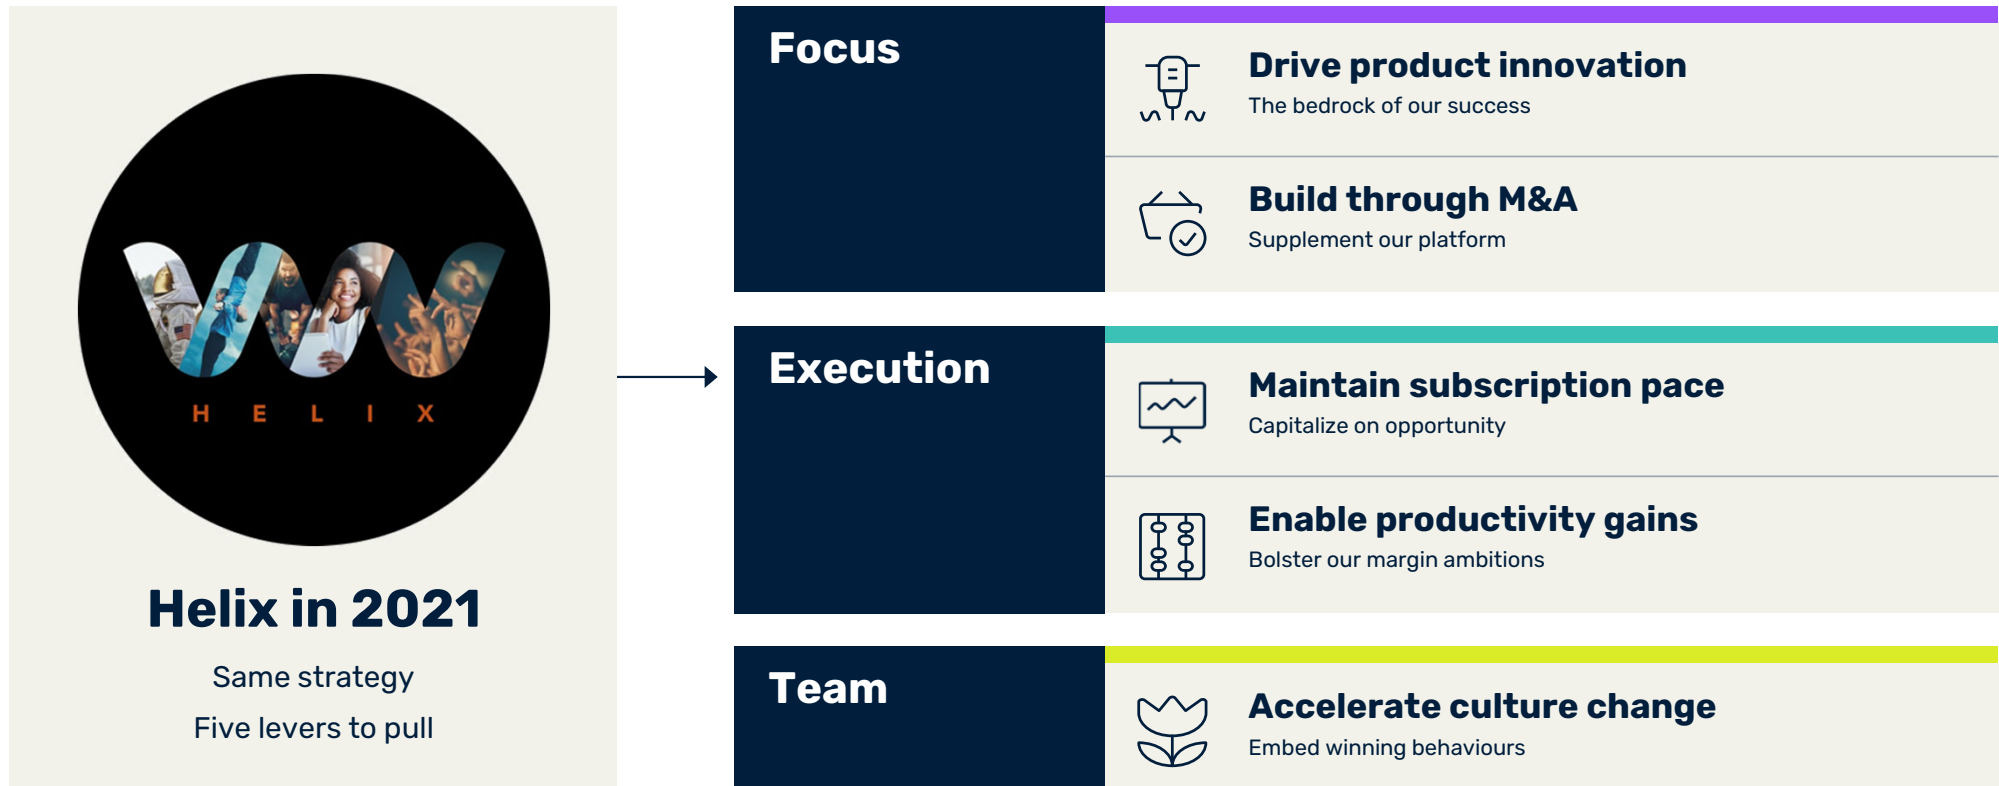 HELIX
Helix in 2021
Same strategy
Five levers to pull
Focus
Drive product innovation
The bedrock of our success
Build through M&A
Supplement our platform
Execution
Maintain subscription pace
Capitalize on opportunity
Enable productivity gains
Bolster our margin ambitions
Team
Accelerate culture change
Embed winning behaviours